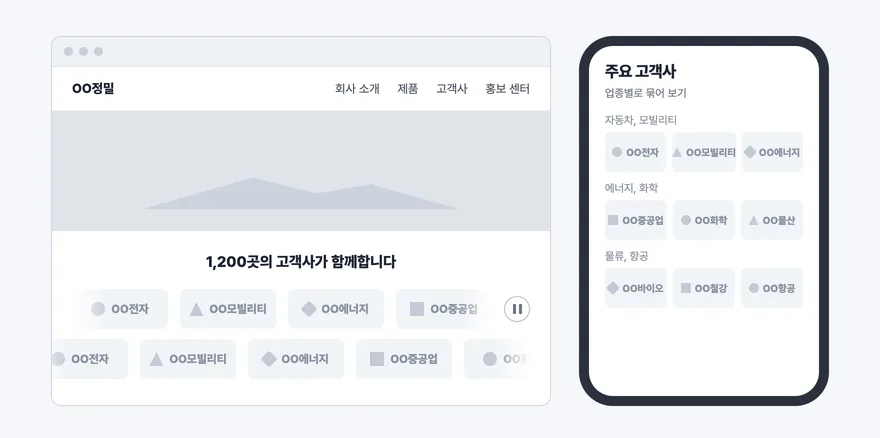 OO정밀
회사 소개 제품 고객사 홍보 센터
1,200곳의 고객사가 함께합니다
OO전자 OO모빌리티 OO에너지 OO중공업
OO전자 OO모빌리티 OO에너지 OO중공업
주요 고객사
업종별로 묶어 보기
자동차, 모빌리티
OO전자 OO모빌리티 OO에너지
에너지, 화학
OO중공업 OO화학 OO물산
물류, 항공
OO바이오 OO철강 OO항공